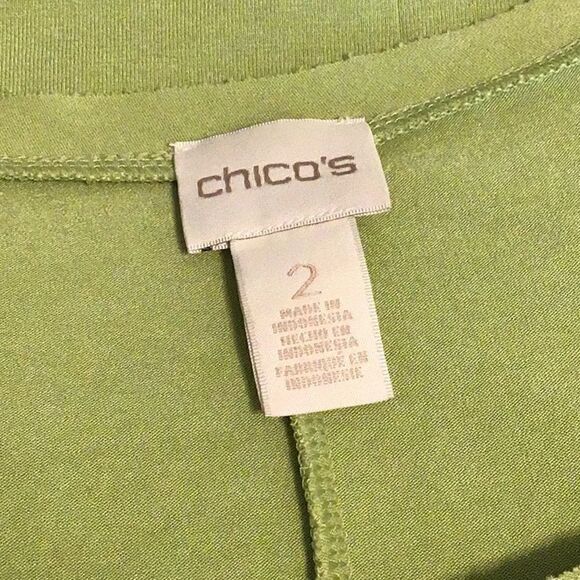 chico's
2
MADE IN
INDONESIA
HECHO EN
INDONESIA
FABRIQUE EN
INDONESIE